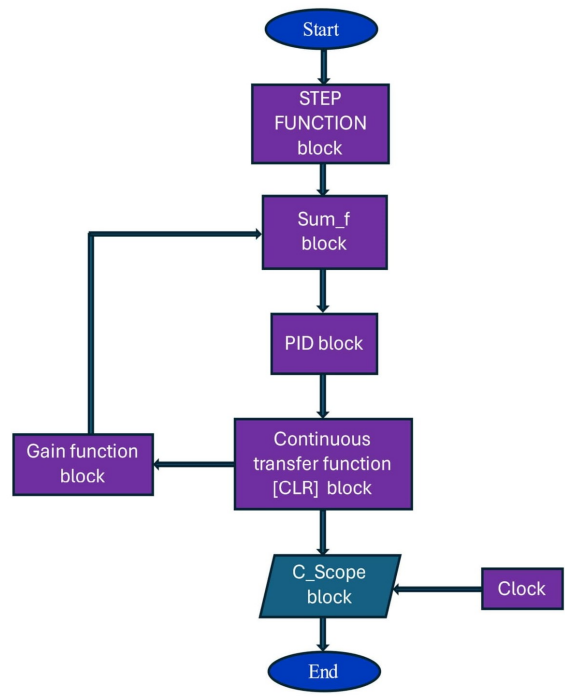 Start
STEP
FUNCTION
block
Sum_f
block
PID block
Continuous
transfer function
[CLR] block
Gain function
block
C_Scope
block
Clock
End